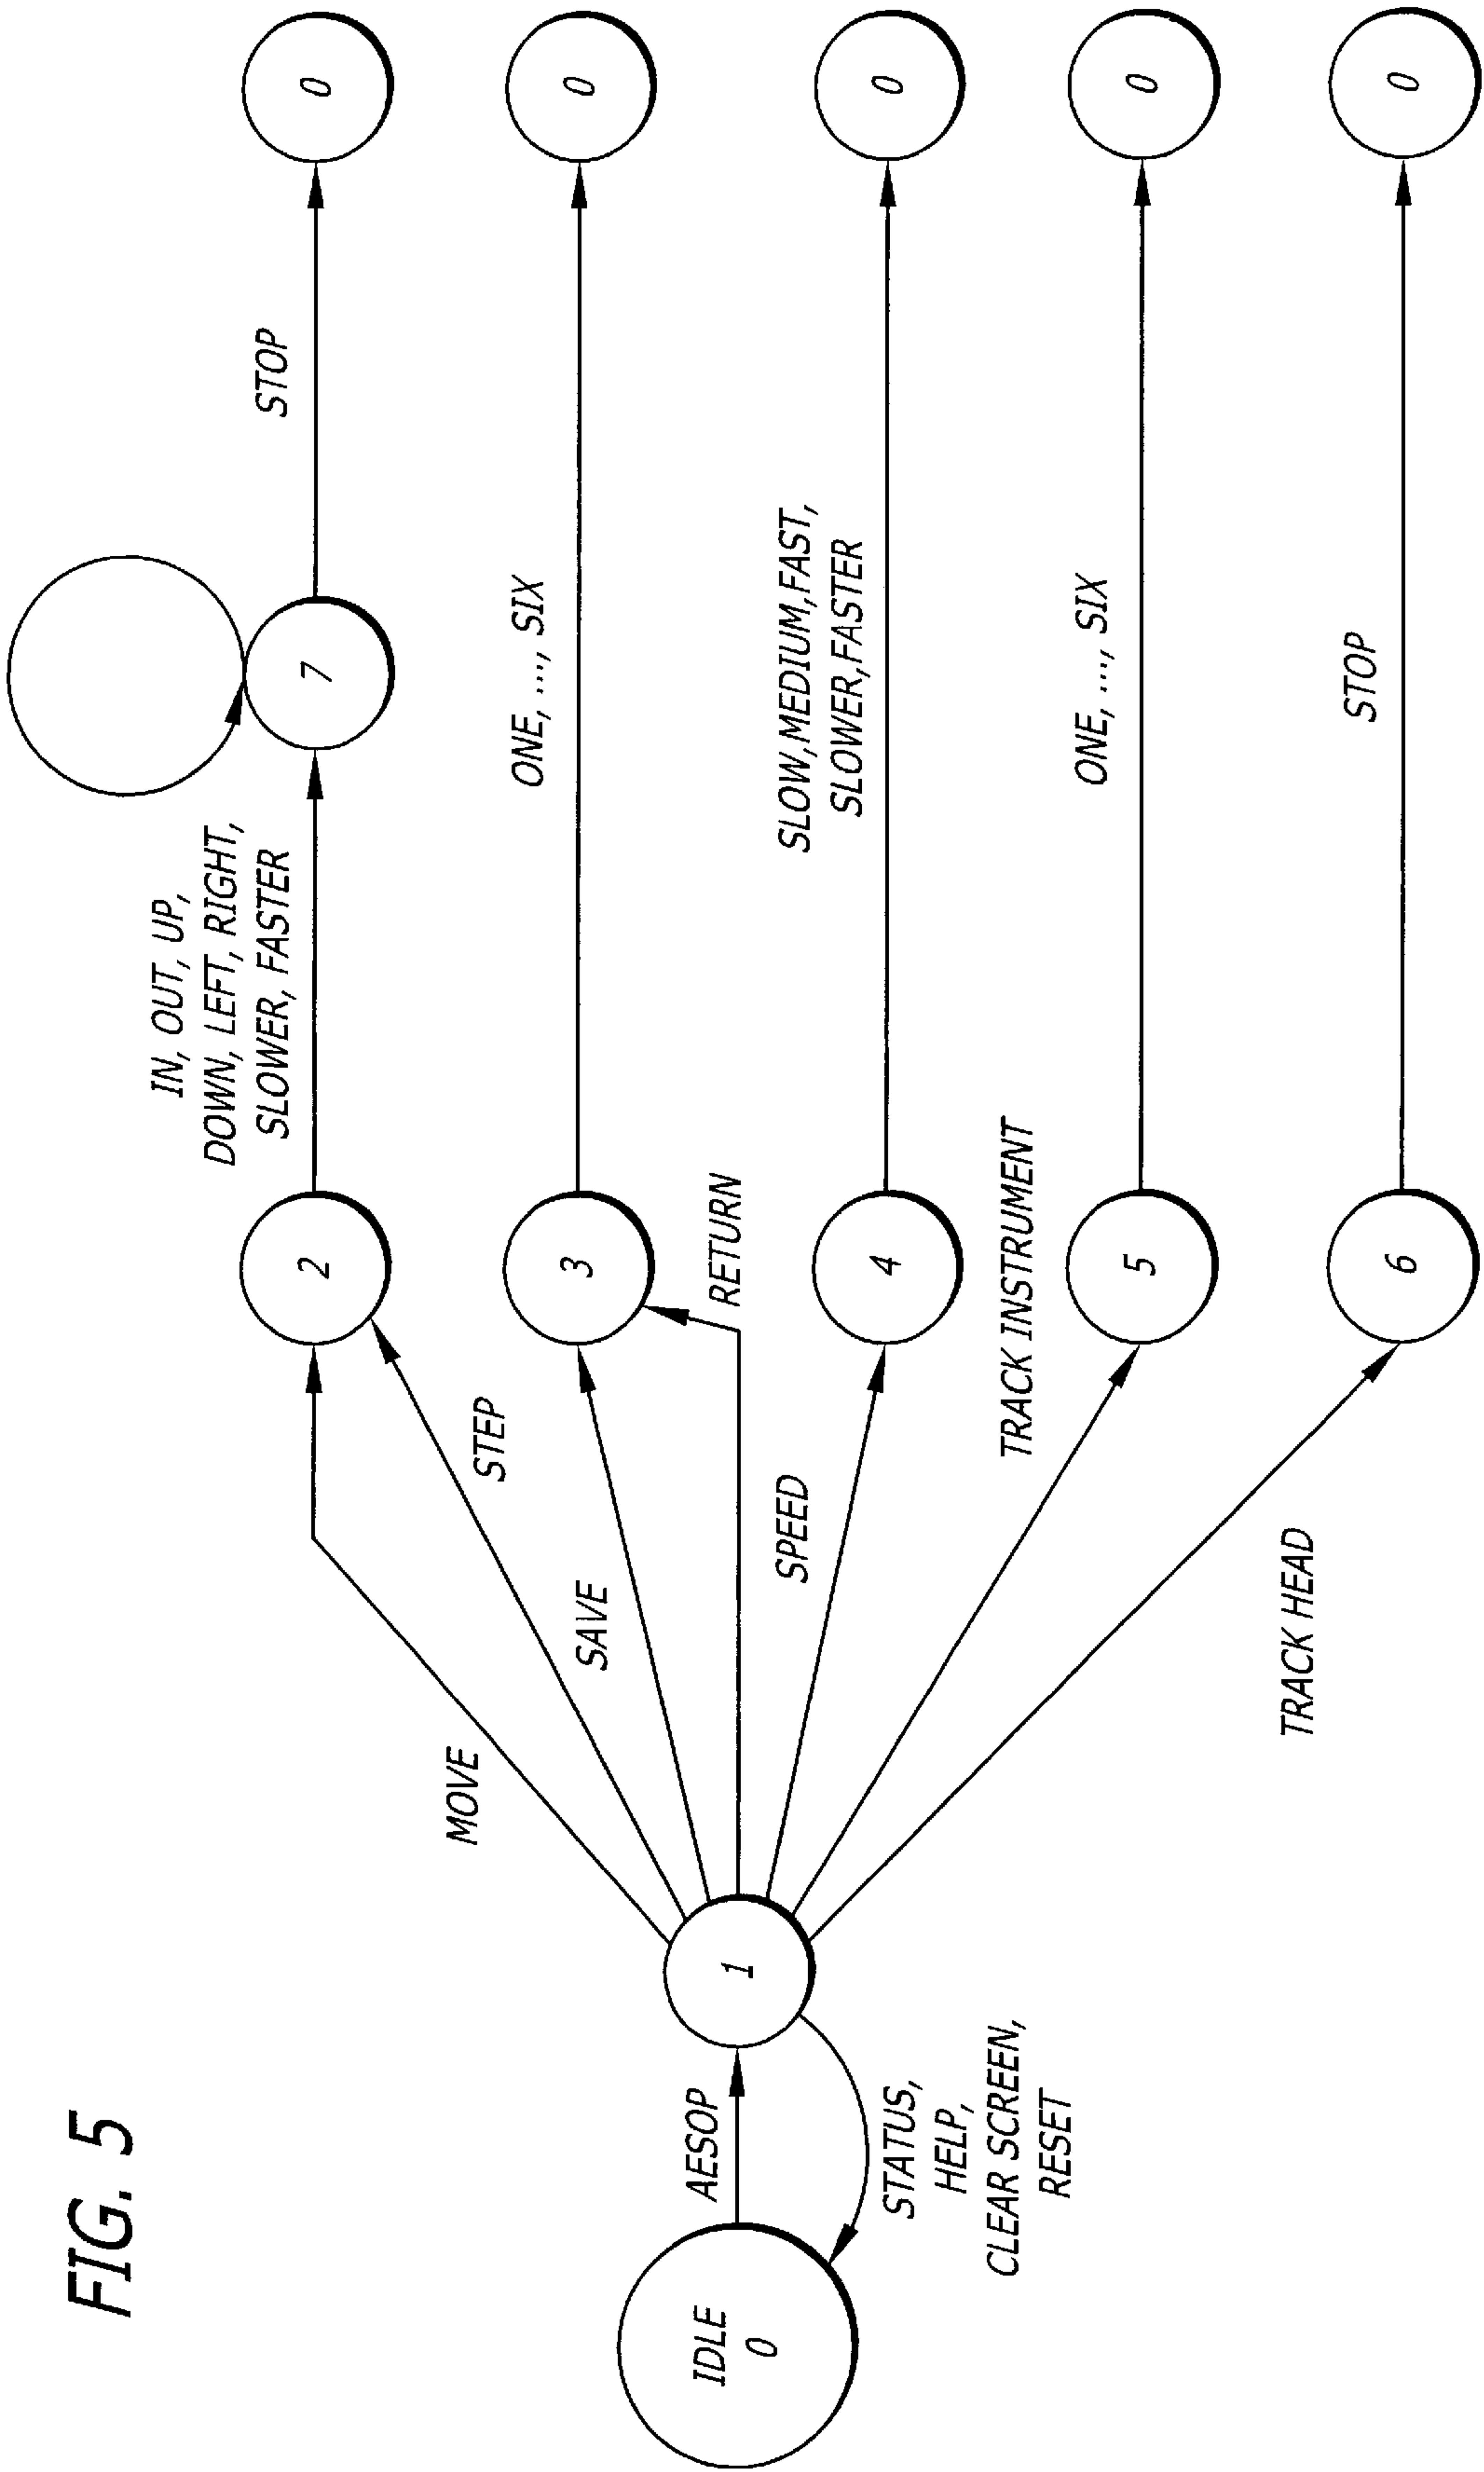 FIG. 5
IDLE
0
AESOP
STATUS,
HELP,
CLEAR SCREEN,
RESET
1
MOVE
STEP
SAVE
RETURN
SPEED
TRACK INSTRUMENT
TRACK HEAD
2
IN, OUT, UP,
DOWN, LEFT, RIGHT,
SLOWER, FASTER
7
STOP
0
3
ONE, ..., SIX
0
4
SLOW,MEDIUM,FAST,
SLOWER,FASTER
0
5
ONE, ..., SIX
0
6
STOP
0